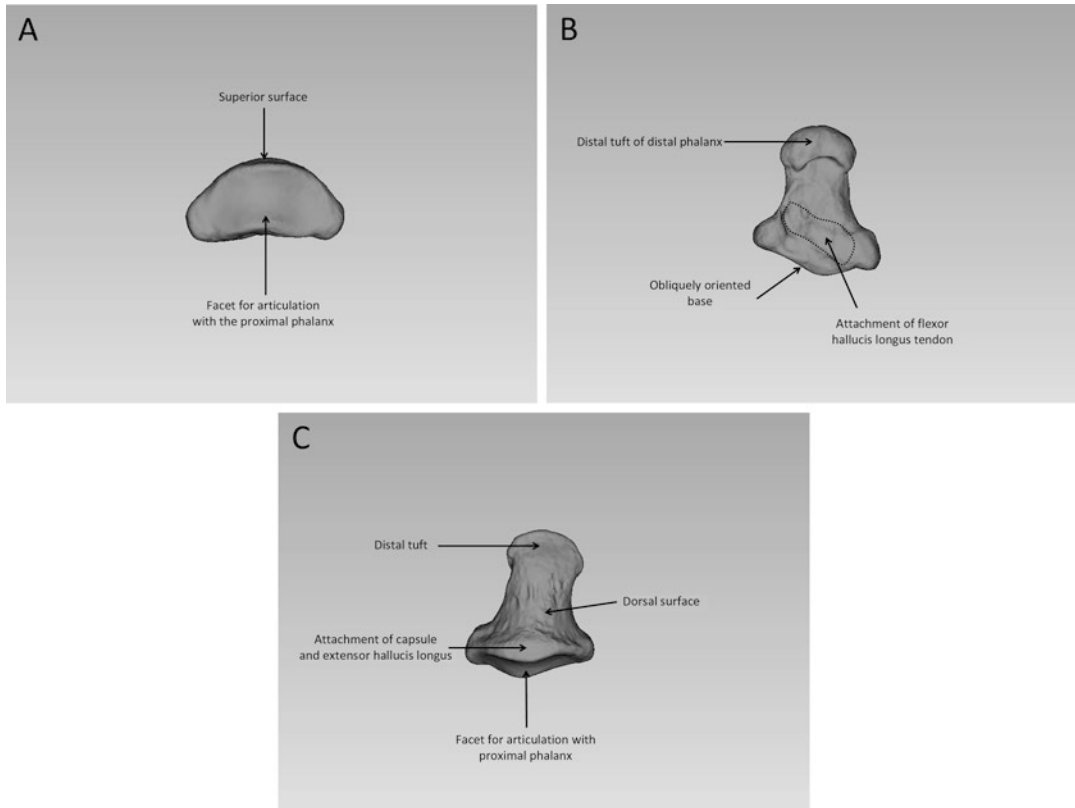 A
Superior surface
Facet for articulation
with the proximal phalanx
B
Distal tuft of distal phalanx
Obliquely oriented
base
Attachment of flexor
hallucis longus tendon
C
Distal tuft
Dorsal surface
Attachment of capsule
and extensor hallucis longus
Facet for articulation with
proximal phalanx